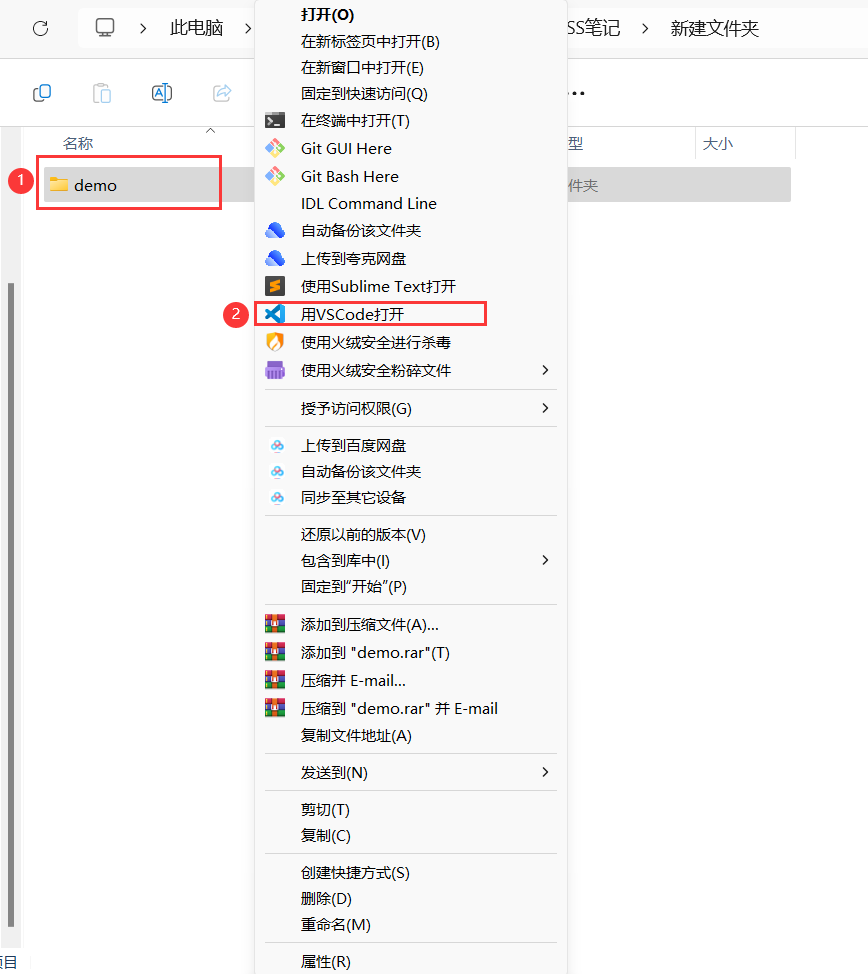 此电脑
SS笔记
新建文件夹
名称
型
大小
1
demo
件夹
打开(O)
在新标签页中打开(B)
在新窗口中打开(E)
固定到快速访问(Q)
在终端中打开(T)
Git GUI Here
Git Bash Here
IDL Command Line
自动备份该文件夹
上传到夸克网盘
使用Sublime Text打开
2
用VSCode打开
使用火绒安全进行杀毒
使用火绒安全粉碎文件
授予访问权限(G)
上传到百度网盘
自动备份该文件夹
同步至其它设备
还原以前的版本(V)
包含到库中(I)
固定到"开始"(P)
添加到压缩文件(A)...
添加到 "demo.rar"(T)
压缩并 E-mail...
压缩到 "demo.rar" 并 E-mail
复制文件地址(A)
发送到(N)
剪切(T)
复制(C)
创建快捷方式(S)
删除(D)
重命名(M)
项目
属性(R)